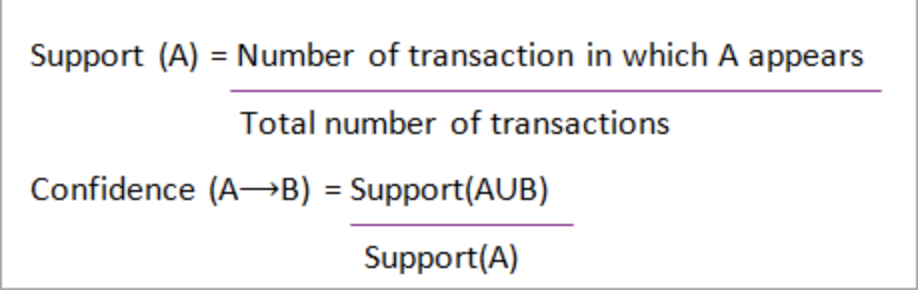 Support (A) = Number of transaction in which A appears
Total number of transactions
Confidence (A⟶B) = Support(AUB)
Support(A)